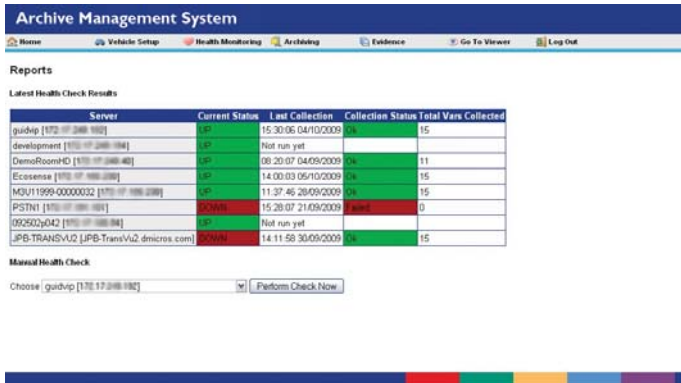 Archive Management System
Home Vehicle Setup Health Monitoring Archiving Evidence Go To Viewer Log Out
Reports
Latest Health Check Results
Server Current Status Last Collection Collection Status Total Vars Collected
guidvip UP 15:30:06 04/10/2009 Ok 15
development UP Not run yet
DemoRoomHD UP 08:20:07 04/09/2009 Ok 11
Ecosense UP 14:00:03 05/10/2009 Ok 15
M3U11999-00000032 UP 11:37:46 28/09/2009 Ok 15
PSTN1 DOWN 15:28:07 21/09/2009 Failed 0
092502p042 UP Not run yet
JPB-TRANSVU2 [JPB-TransVu2.dmicros.com] DOWN 14:11:58 30/09/2009 Ok 15
Manual Health Check
Choose guidvip Perform Check Now